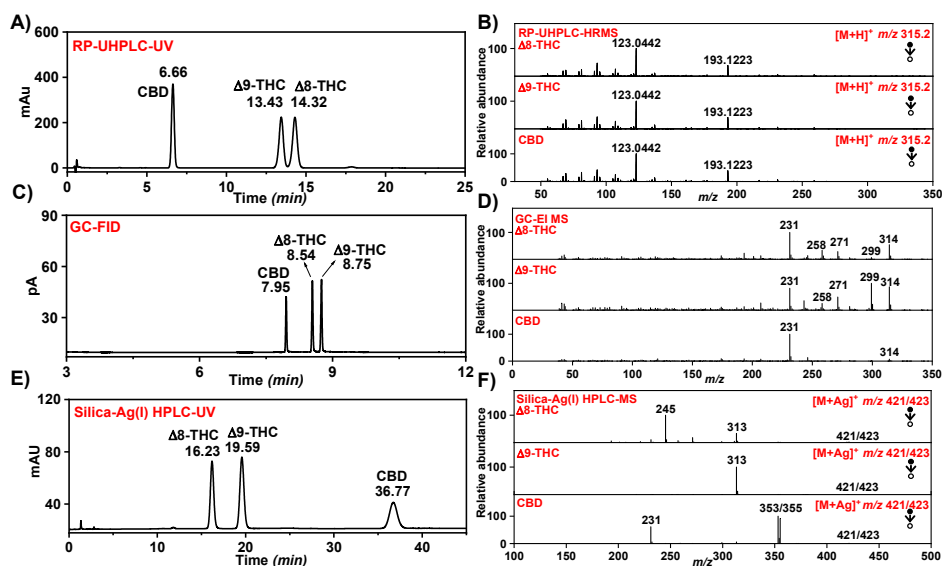 A)
RP-UHPLC-UV
mAu
600
400
200
0
6.66
CBD
Δ9-THC
13.43
Δ8-THC
14.32
0 5 10 15 20 25
Time (min)
B)
RP-UHPLC-HRMS
Δ8-THC
[M+H]⁺ m/z 315.2
100
123.0442
193.1223
Δ9-THC
[M+H]⁺ m/z 315.2
100
123.0442
193.1223
CBD
[M+H]⁺ m/z 315.2
100
123.0442
193.1223
Relative abundance
50 100 150 200 250 300 350
m/z
C)
GC-FID
pA
90
60
30
CBD
7.95
Δ8-THC
8.54
Δ9-THC
8.75
3 6 9 12
Time (min)
D)
GC-EI MS
Δ8-THC
100
231
258
271
299
314
Δ9-THC
100
231
258
271
299
314
CBD
100
231
314
Relative abundance
0 50 100 150 200 250 300 350
m/z
E)
Silica-Ag(I) HPLC-UV
mAU
120
80
40
0
Δ8-THC
16.23
Δ9-THC
19.59
CBD
36.77
0 10 20 30 40
Time (min)
F)
Silica-Ag(I) HPLC-MS
Δ8-THC
[M+Ag]⁺ m/z 421/423
100
245
313
421/423
Δ9-THC
[M+Ag]⁺ m/z 421/423
100
313
421/423
CBD
[M+Ag]⁺ m/z 421/423
100
231
353/355
421/423
Relative abundance
100 150 200 250 300 350 400 450 500
m/z